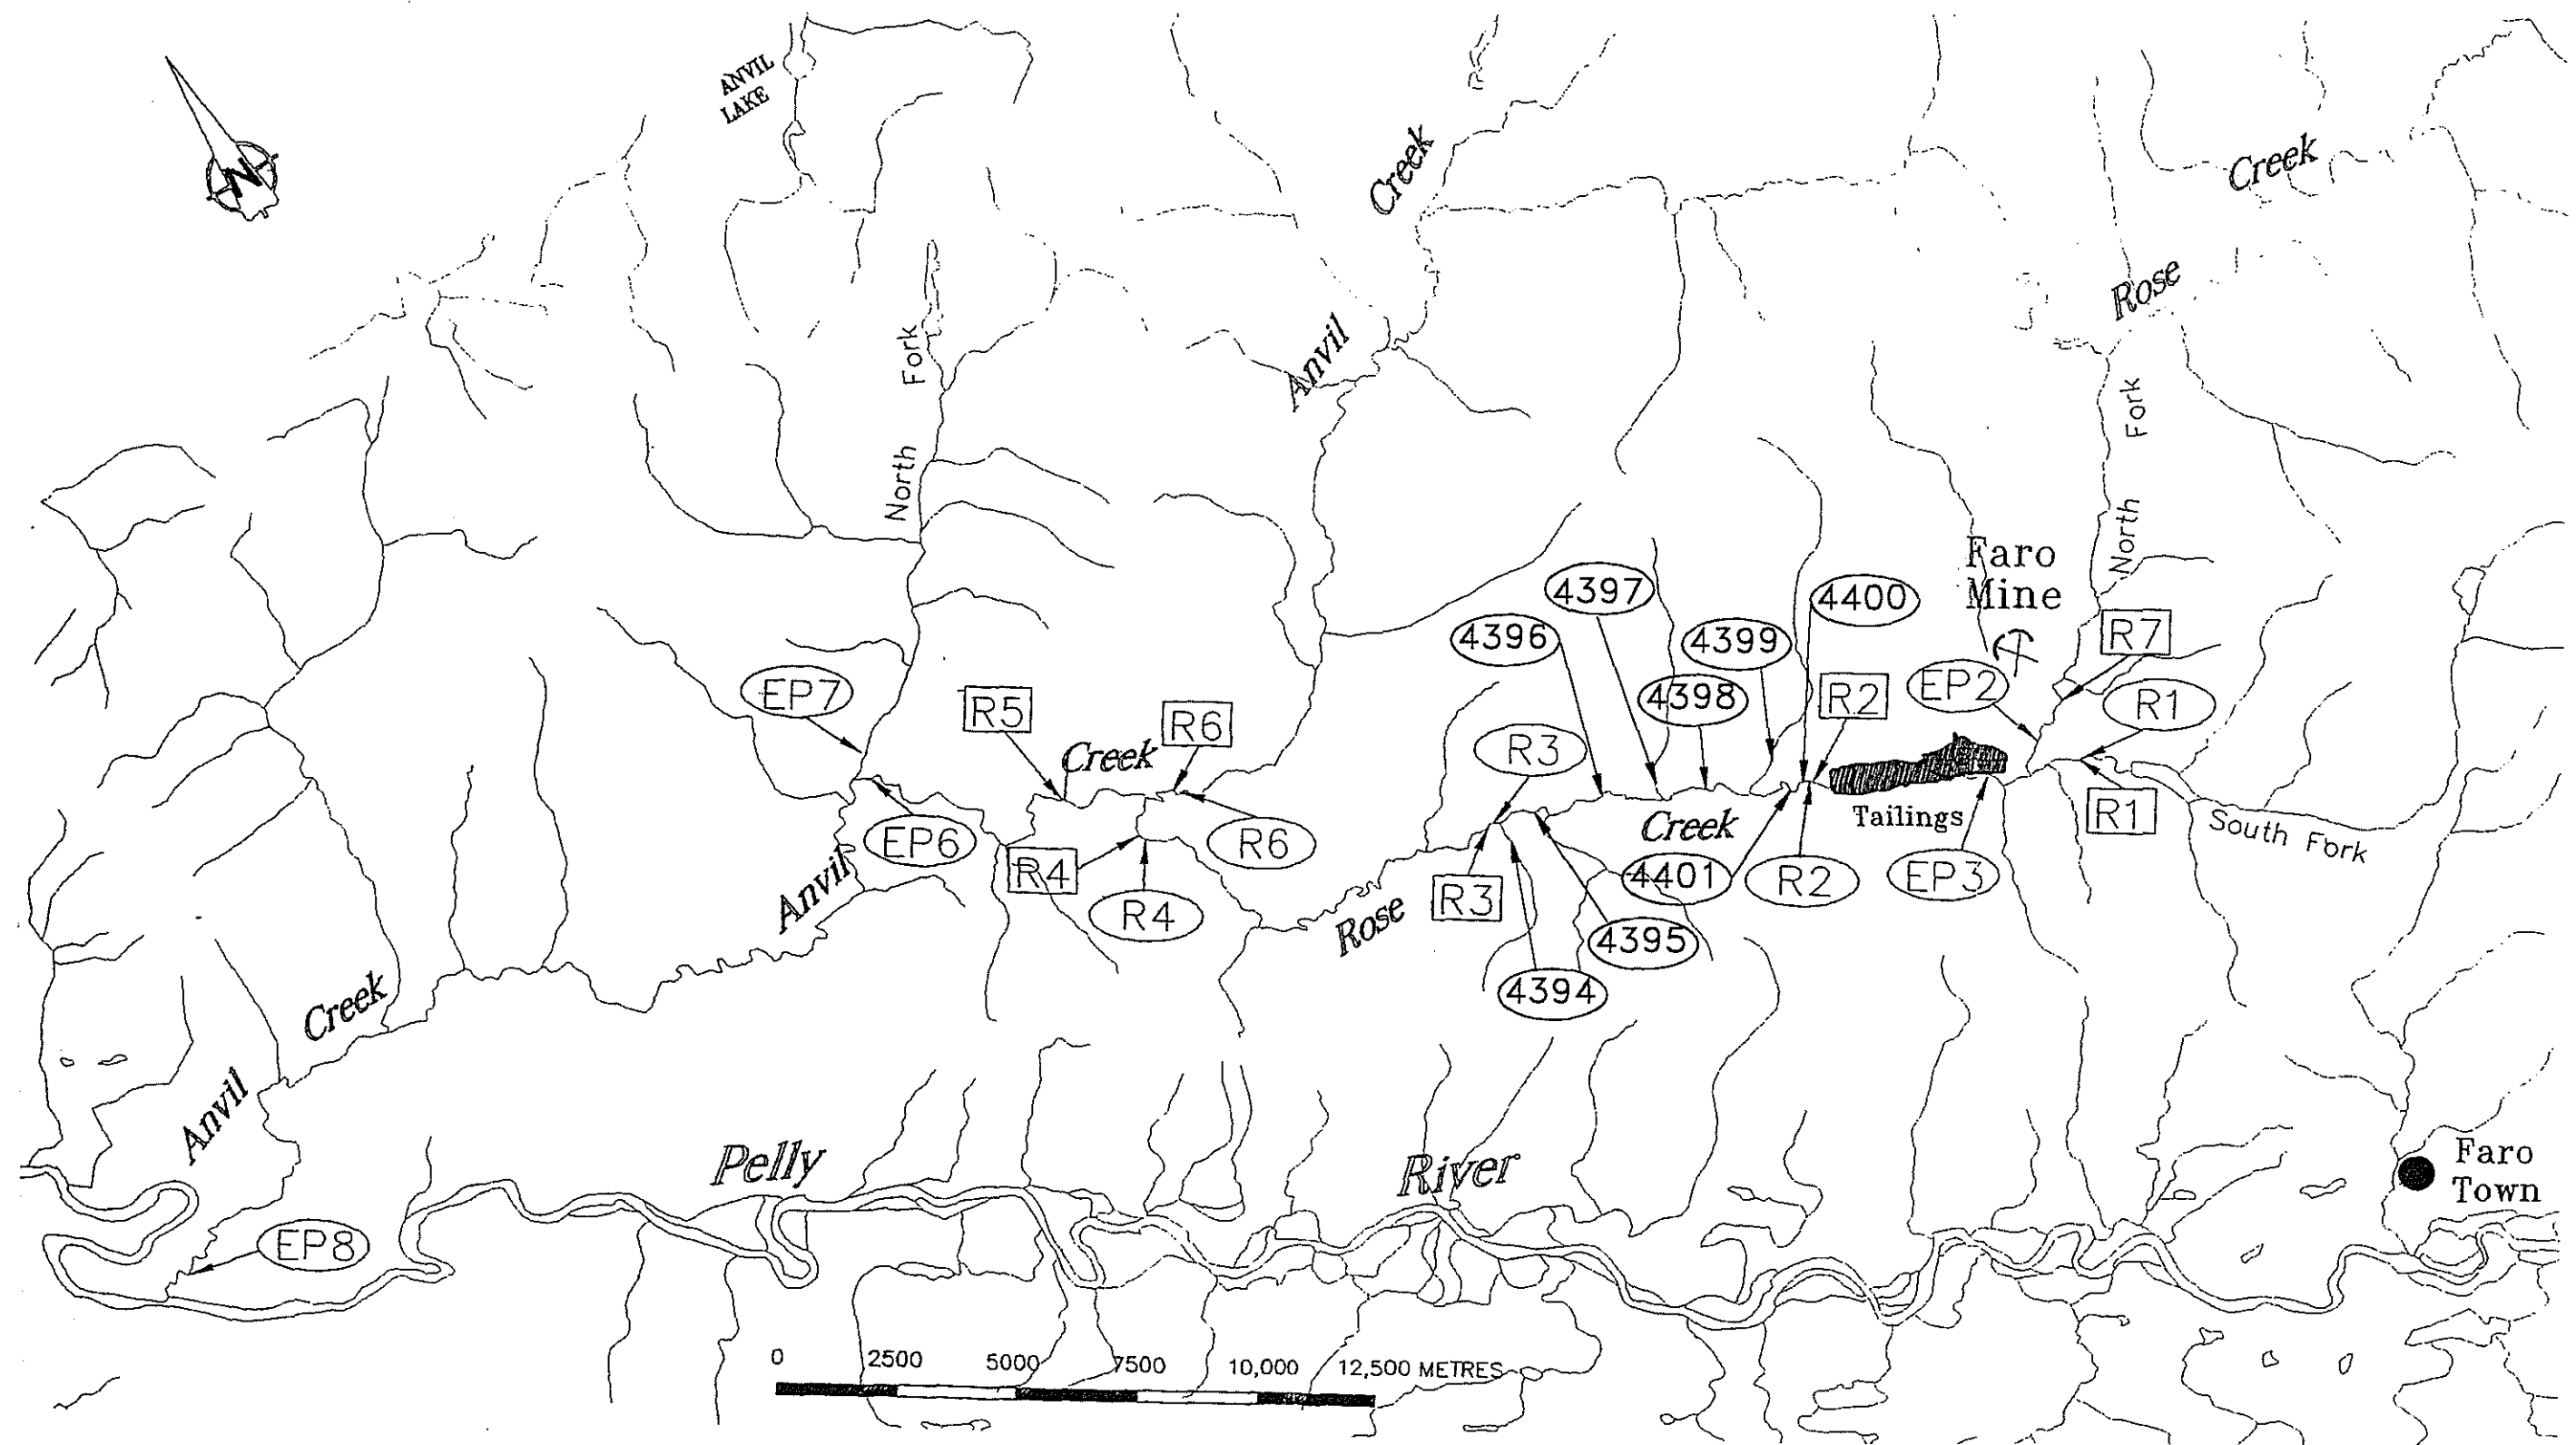 ANVIL
LAKE
N
Creek
Creek
Rose
Anvil
North Fork
North Fork
Faro
Mine
4397
4400
4396
4399
4398
R7
EP7
R5
R6
R3
R2
EP2
R1
Creek
EP6
R4
R6
R4
Creek
Tailings
R1
South Fork
4401
R2
EP3
R3
Anvil
Rose
4395
4394
Creek
Anvil
Pelly River
Faro
Town
EP8
0 2500 5000 7500 10,000 12,500 METRES